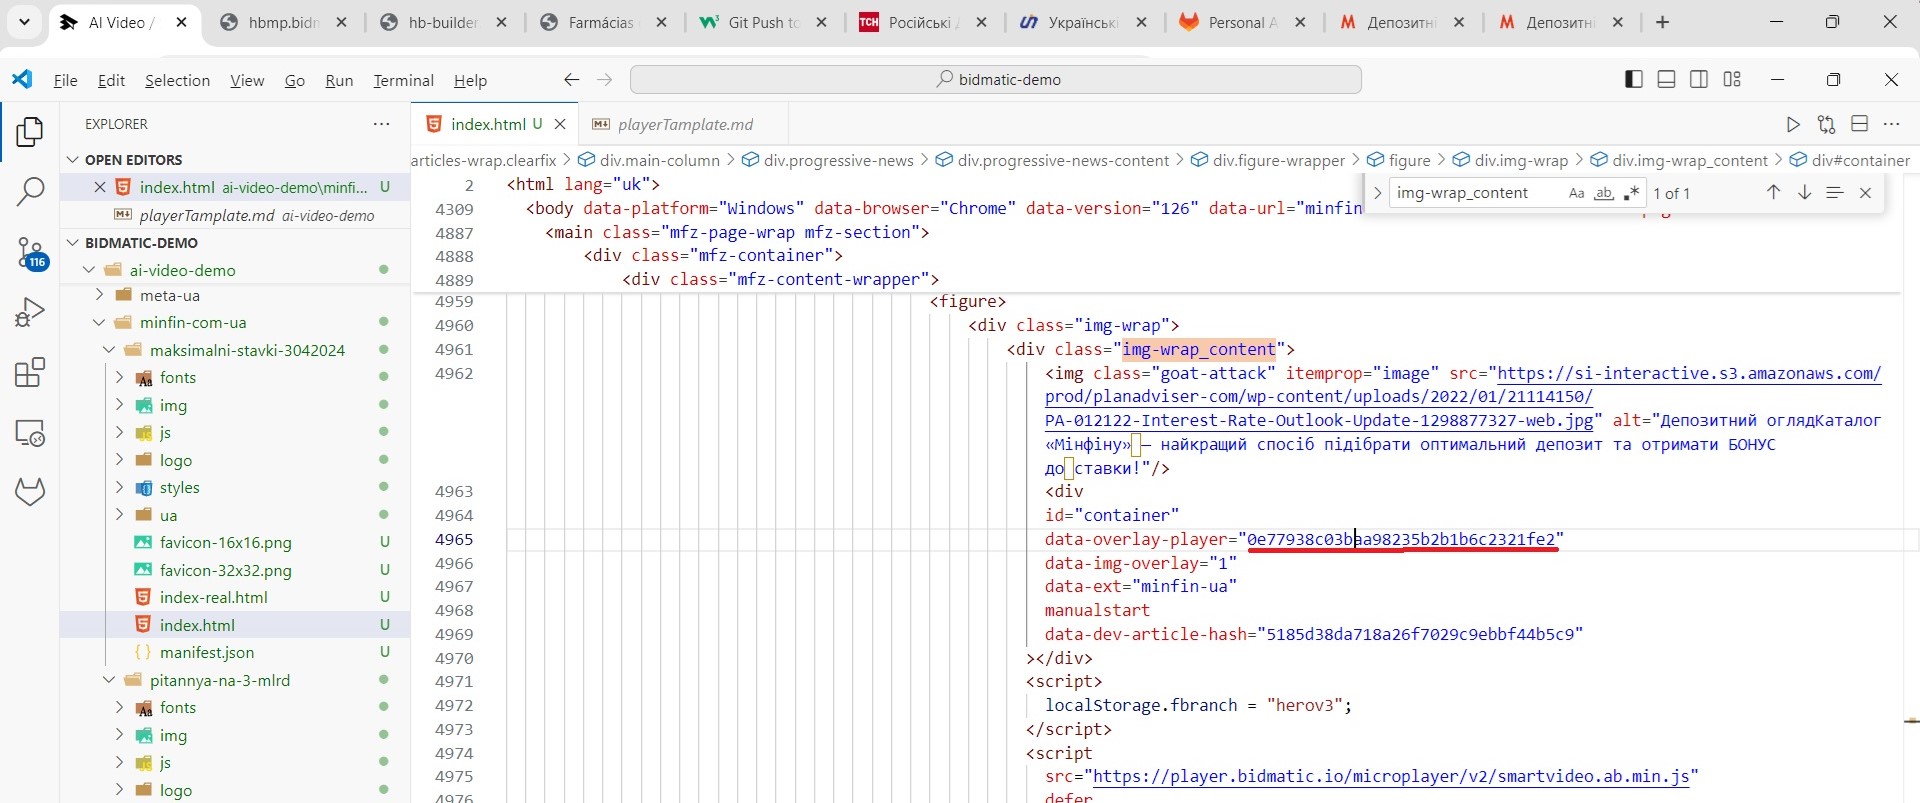 AI Video /
hbmp.bidn
hb-builder
Farmácias
Git Push to
ТСН
Російські
Українські
Personal A
Депозитні
Депозитні
File Edit Selection View Go Run Terminal Help
bidmatic-demo
EXPLORER
index.html U
playerTamplate.md
OPEN EDITORS
index.html ai-video-demo\minfi... U
playerTamplate.md ai-video-demo
BIDMATIC-DEMO
ai-video-demo
meta-ua
minfin-com-ua
maksimalni-stavki-3042024
fonts
img
js
logo
styles
ua
favicon-16x16.png U
favicon-32x32.png U
index-real.html U
index.html U
manifest.json U
pitannya-na-3-mlrd
fonts
img
js
logo
116
articles-wrap.clearfix > div.main-column > div.progressive-news > div.progressive-news-content > div.figure-wrapper > figure > div.img-wrap > div.img-wrap_content > div#container
img-wrap_content Aa ab 1 of 1
2 <html lang="uk">
4309 <body data-platform="Windows" data-browser="Chrome" data-version="126" data-url="minfin
4887 <main class="mfz-page-wrap mfz-section">
4888 <div class="mfz-container">
4889 <div class="mfz-content-wrapper">
4959 <figure>
4960 <div class="img-wrap">
4961 <div class="img-wrap_content">
4962 <img class="goat-attack" itemprop="image" src="https://si-interactive.s3.amazonaws.com/
prod/planadviser-com/wp-content/uploads/2022/01/21114150/
PA-012122-Interest-Rate-Outlook-Update-1298877327-web.jpg" alt="Депозитний оглядКаталог
«Мінфіну» — найкращий спосіб підібрати оптимальний депозит та отримати БОНУС
до ставки!"/>
4963 <div
4964 id="container"
4965 data-overlay-player="0e77938c03baa98235b2b1b6c2321fe2"
4966 data-img-overlay="1"
4967 data-ext="minfin-ua"
4968 manualstart
4969 data-dev-article-hash="5185d38da718a26f7029c9ebbf44b5c9"
4970 ></div>
4971 <script>
4972 localStorage.fbranch = "herov3";
4973 </script>
4974 <script
4975 src="https://player.bidmatic.io/microplayer/v2/smartvideo.ab.min.js"
4976 defer